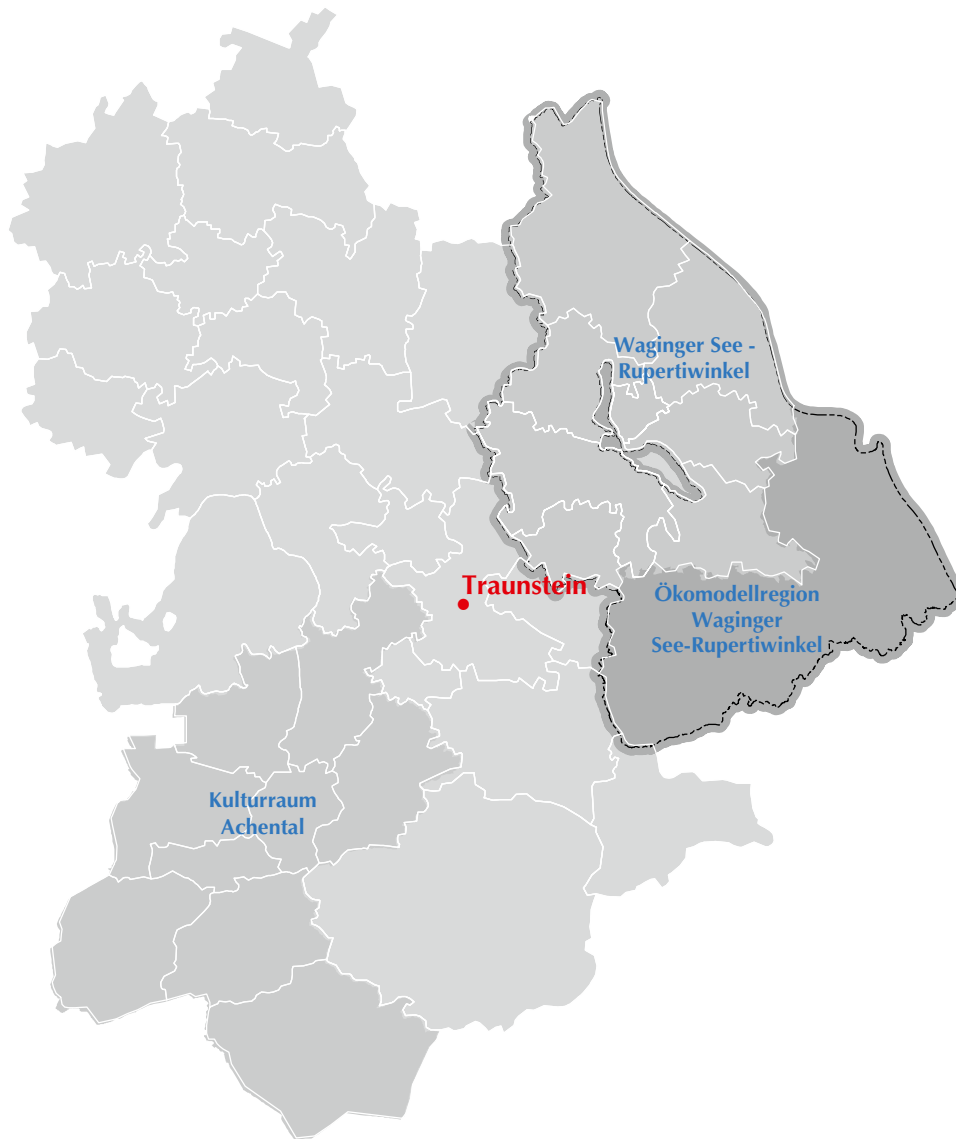 Waginger See -
Rupertiwinkel
Traunstein
Ökomodellregion
Waginger
See-Rupertiwinkel
Kulturraum
Achental